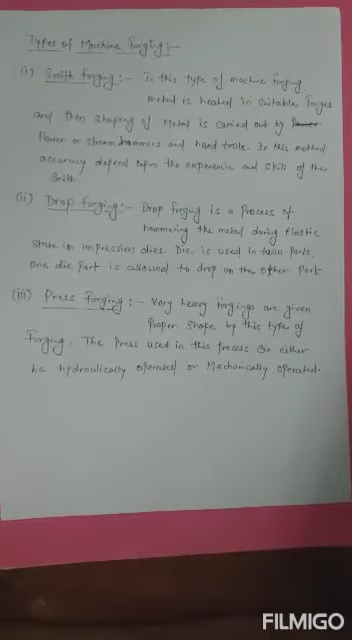 Types of Machine Forging:-
(i) Smith Forging:- In this type of machine forging
metal is heated in suitable forges
and then shaping of Metal is carried out by Power
Power or stream hammers and hand trole. In this method
accuracy depend upon the experience and skill of the
Smith
(ii) Drop Forging:- Drop forging is a Process of
hammering the metal during Plastic
State in impression dies. Die is used in two Parts.
One die Part is allowed to drop on the other Part
(iii) Press Forging:- Very heavy forgings are given
Proper shape by this type of
Forging. The Press used in this Process can either
be hydraulically operated or Mechanically operated.
FILMIGO